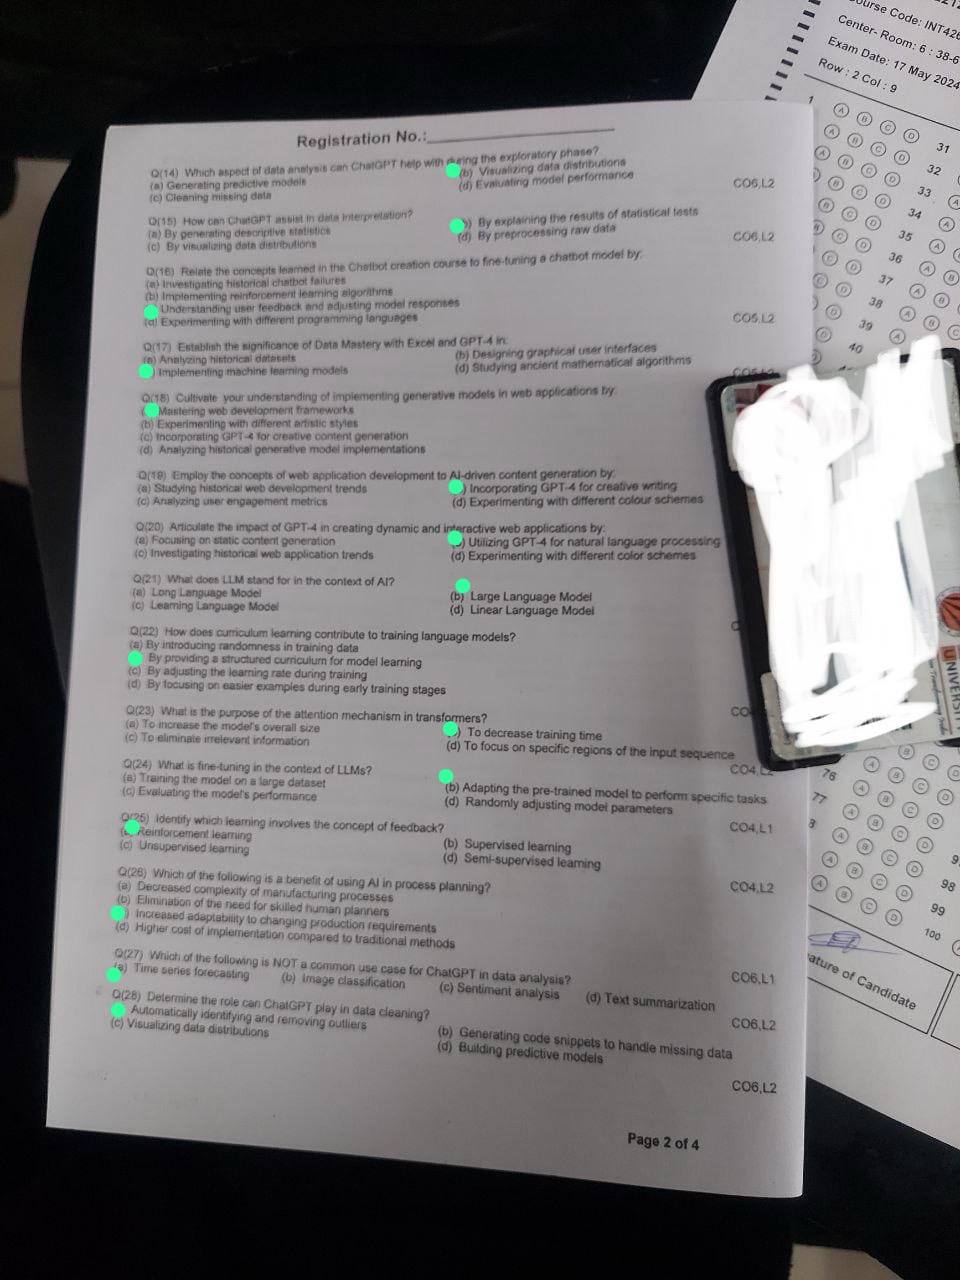 Registration No.:
Q(14) Which aspect of data analysis can ChatGPT help with during the exploratory phase?
(a) Generating predictive models
(b) Visualizing data distributions
(c) Cleaning missing data
(d) Evaluating model performance
CO6,L2
Q(15) How can ChatGPT assist in data interpretation?
(a) By generating descriptive statistics
) By explaining the results of statistical tests
(c) By visualizing data distributions
(d) By preprocessing raw data
CO6,L2
Q(16) Relate the concepts learned in the Chatbot creation course to fine-tuning a chatbot model by:
(a) Investigating historical chatbot failures
(b) Implementing reinforcement learning algorithms
Understanding user feedback and adjusting model responses
(d) Experimenting with different programming languages
CO5,L2
Q(17) Establish the significance of Data Mastery with Excel and GPT-4 in:
(a) Analyzing historical datasets
(b) Designing graphical user interfaces
) Implementing machine learning models
(d) Studying ancient mathematical algorithms
Q(18) Cultivate your understanding of implementing generative models in web applications by:
Mastering web development frameworks
(b) Experimenting with different artistic styles
(c) Incorporating GPT-4 for creative content generation
(d) Analyzing historical generative model implementations
Q(19) Employ the concepts of web application development to AI-driven content generation by:
(a) Studying historical web development trends
) Incorporating GPT-4 for creative writing
(c) Analyzing user engagement metrics
(d) Experimenting with different colour schemes
Q(20) Articulate the impact of GPT-4 in creating dynamic and interactive web applications by:
(a) Focusing on static content generation
) Utilizing GPT-4 for natural language processing
(c) Investigating historical web application trends
(d) Experimenting with different color schemes
Q(21) What does LLM stand for in the context of AI?
(a) Long Language Model
(b) Large Language Model
(c) Learning Language Model
(d) Linear Language Model
Q(22) How does curriculum learning contribute to training language models?
(a) By introducing randomness in training data
By providing a structured curriculum for model learning
(c) By adjusting the learning rate during training
(d) By focusing on easier examples during early training stages
Q(23) What is the purpose of the attention mechanism in transformers?
(a) To increase the model's overall size
) To decrease training time
(c) To eliminate irrelevant information
(d) To focus on specific regions of the input sequence
CO4,L2
Q(24) What is fine-tuning in the context of LLMs?
(a) Training the model on a large dataset
(b) Adapting the pre-trained model to perform specific tasks
(c) Evaluating the model's performance
(d) Randomly adjusting model parameters
CO4,L1
Q(25) Identify which learning involves the concept of feedback?
Reinforcement learning
(b) Supervised learning
(c) Unsupervised learning
(d) Semi-supervised learning
CO4,L2
Q(26) Which of the following is a benefit of using AI in process planning?
(a) Decreased complexity of manufacturing processes
(b) Elimination of the need for skilled human planners
) Increased adaptability to changing production requirements
(d) Higher cost of implementation compared to traditional methods
CO6,L1
Q(27) Which of the following is NOT a common use case for ChatGPT in data analysis?
(a) Time series forecasting (b) Image classification (c) Sentiment analysis (d) Text summarization
CO6,L2
Q(28) Determine the role can ChatGPT play in data cleaning?
Automatically identifying and removing outliers
(b) Generating code snippets to handle missing data
(c) Visualizing data distributions
(d) Building predictive models
CO6,L2
Page 2 of 4
Course Code: INT426
Center- Room: 6 : 38-6
Exam Date: 17 May 2024
Row : 2 Col : 9
1
31
32
33
34
35
36
37
38
39
40
76
77
98
99
100
ature of Candidate